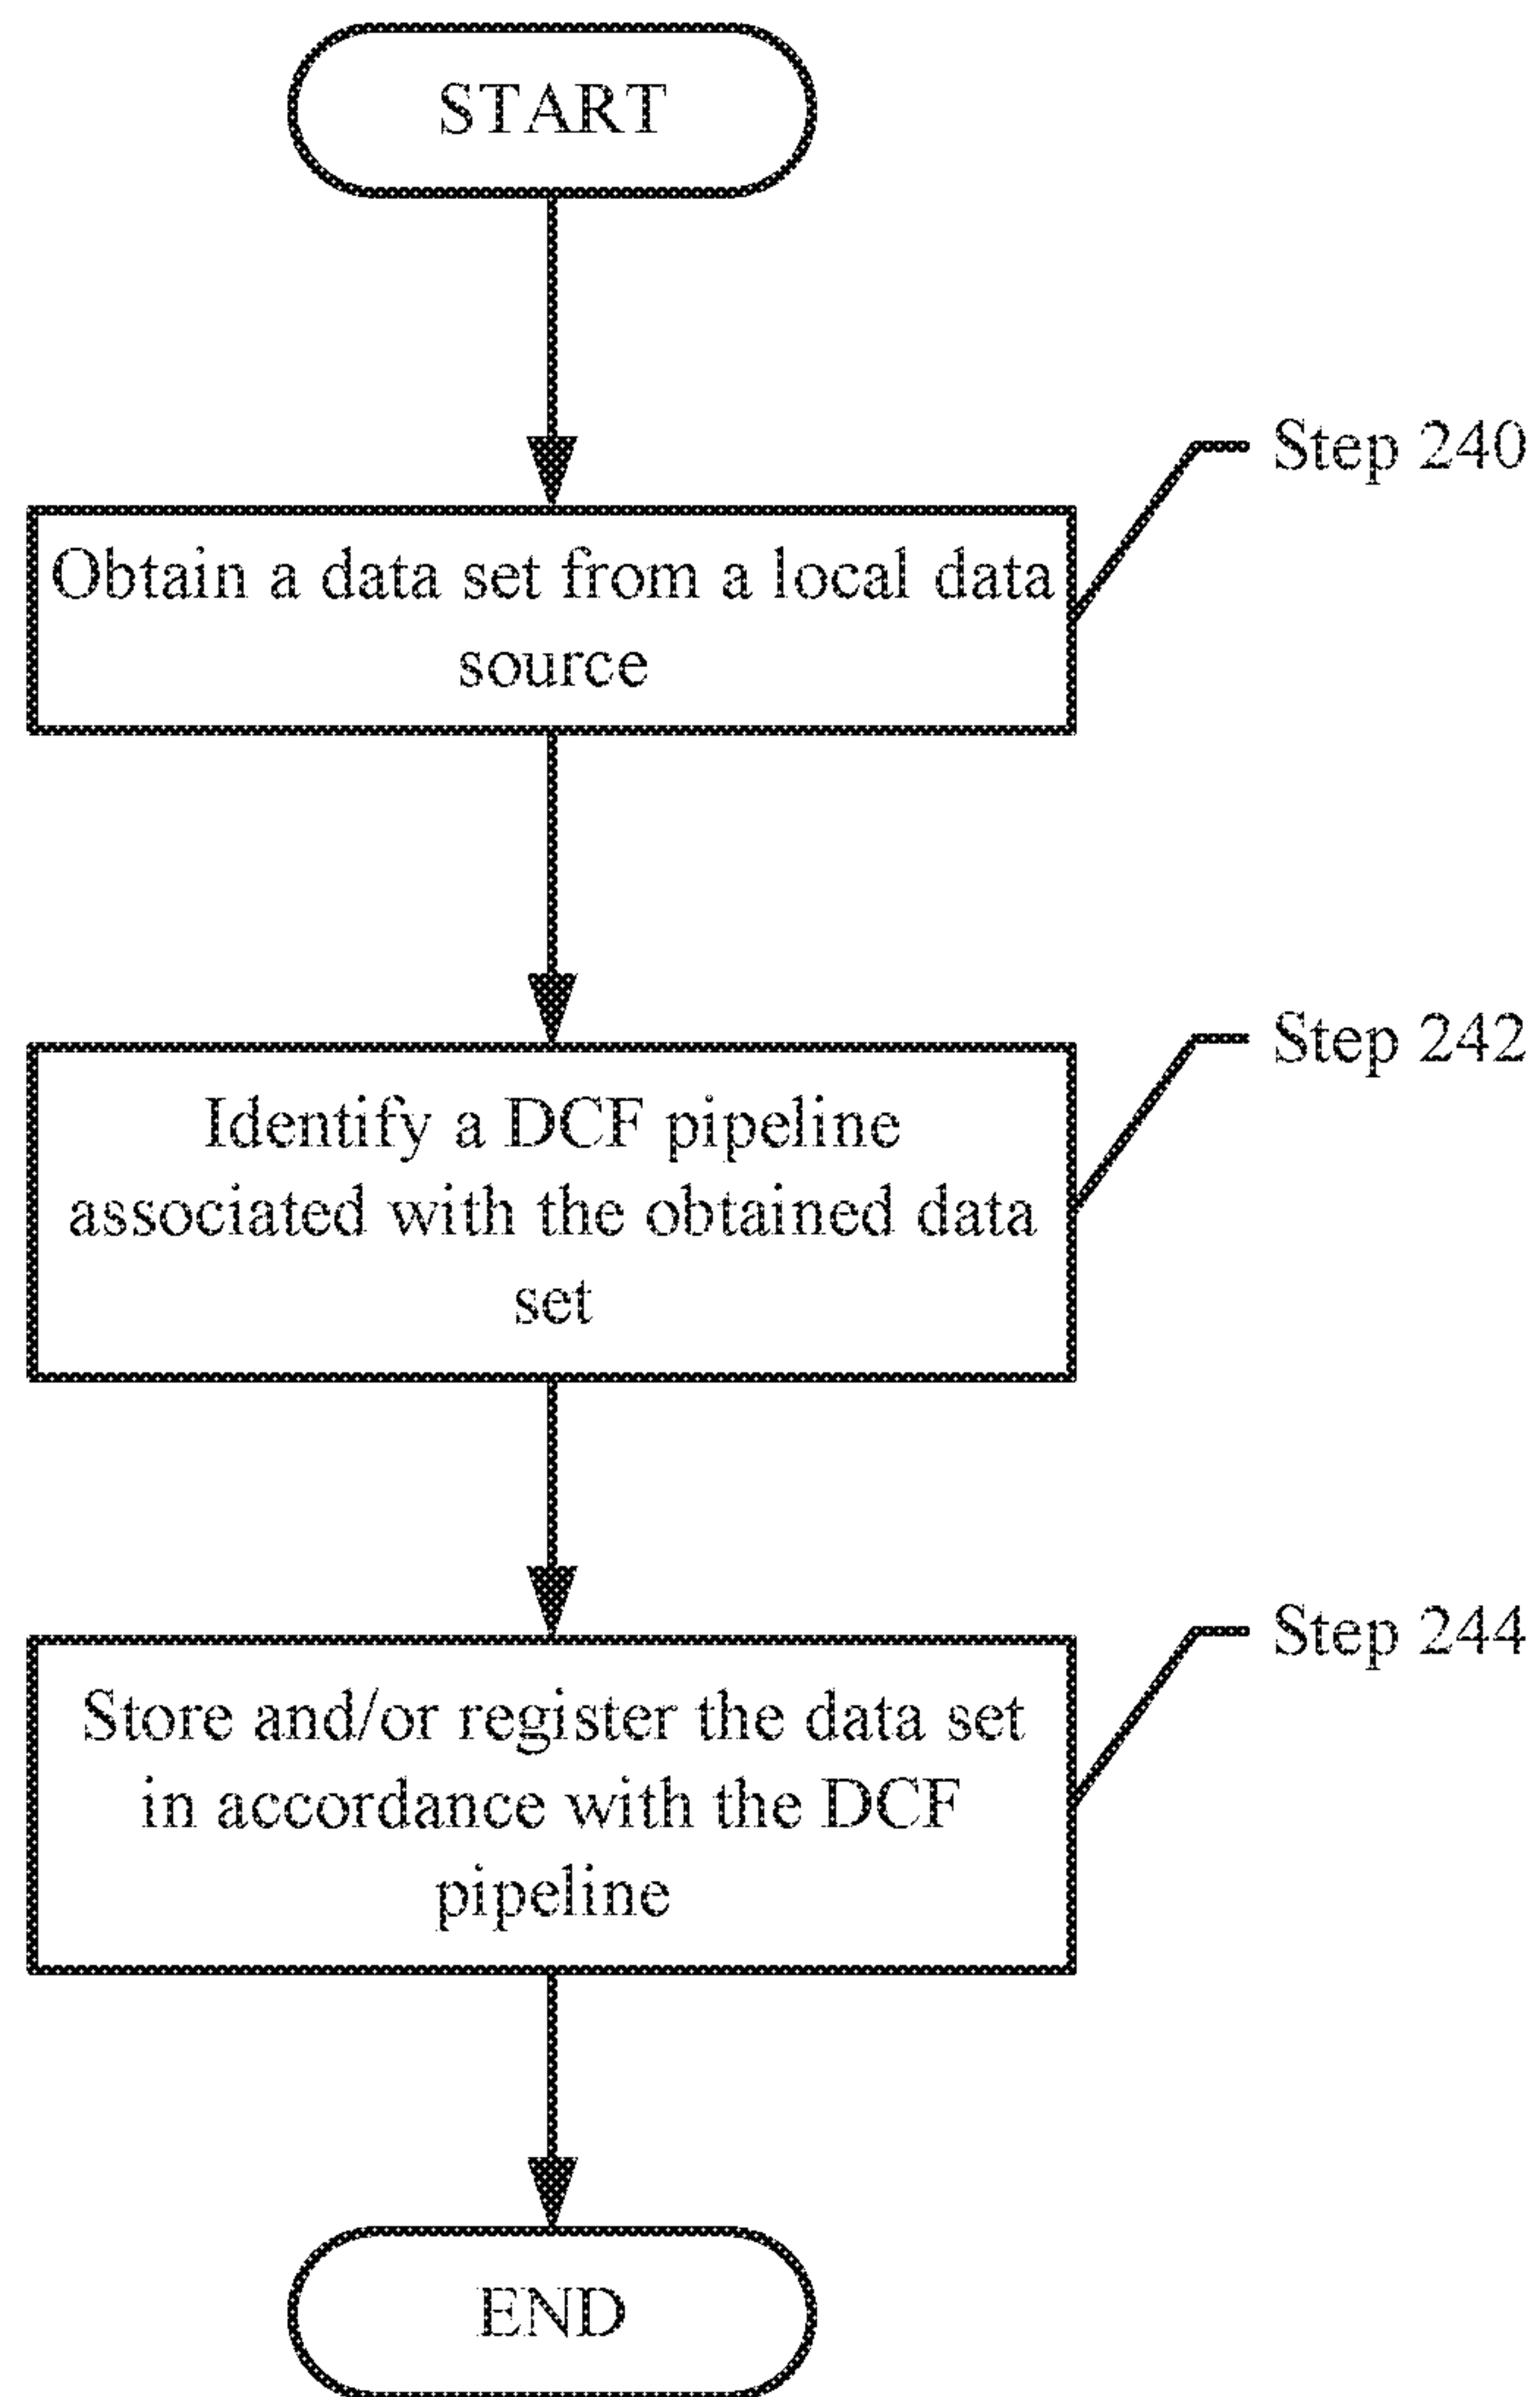 START
Step 240
Obtain a data set from a local data
source
Step 242
Identify a DCF pipeline
associated with the obtained data
set
Step 244
Store and/or register the data set
in accordance with the DCF
pipeline
END